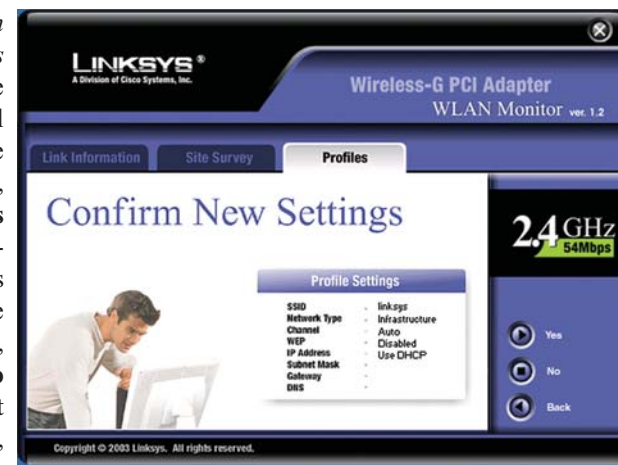 n
s
e
l
e
,
s
-
s
e
,
o
t
,
LINKSYS®
A Division of Cisco Systems, Inc.
Wireless-G PCI Adapter
WLAN Monitor ver. 1.2
Link Information Site Survey Profiles
Confirm New Settings
2.4 GHz
54Mbps
Profile Settings
SSID - linksys
Network Type - Infrastructure
Channel - Auto
WEP - Disabled
IP Address - Use DHCP
Subnet Mask -
Gateway -
DNS -
Yes
No
Back
Copyright © 2003 Linksys. All rights reserved.